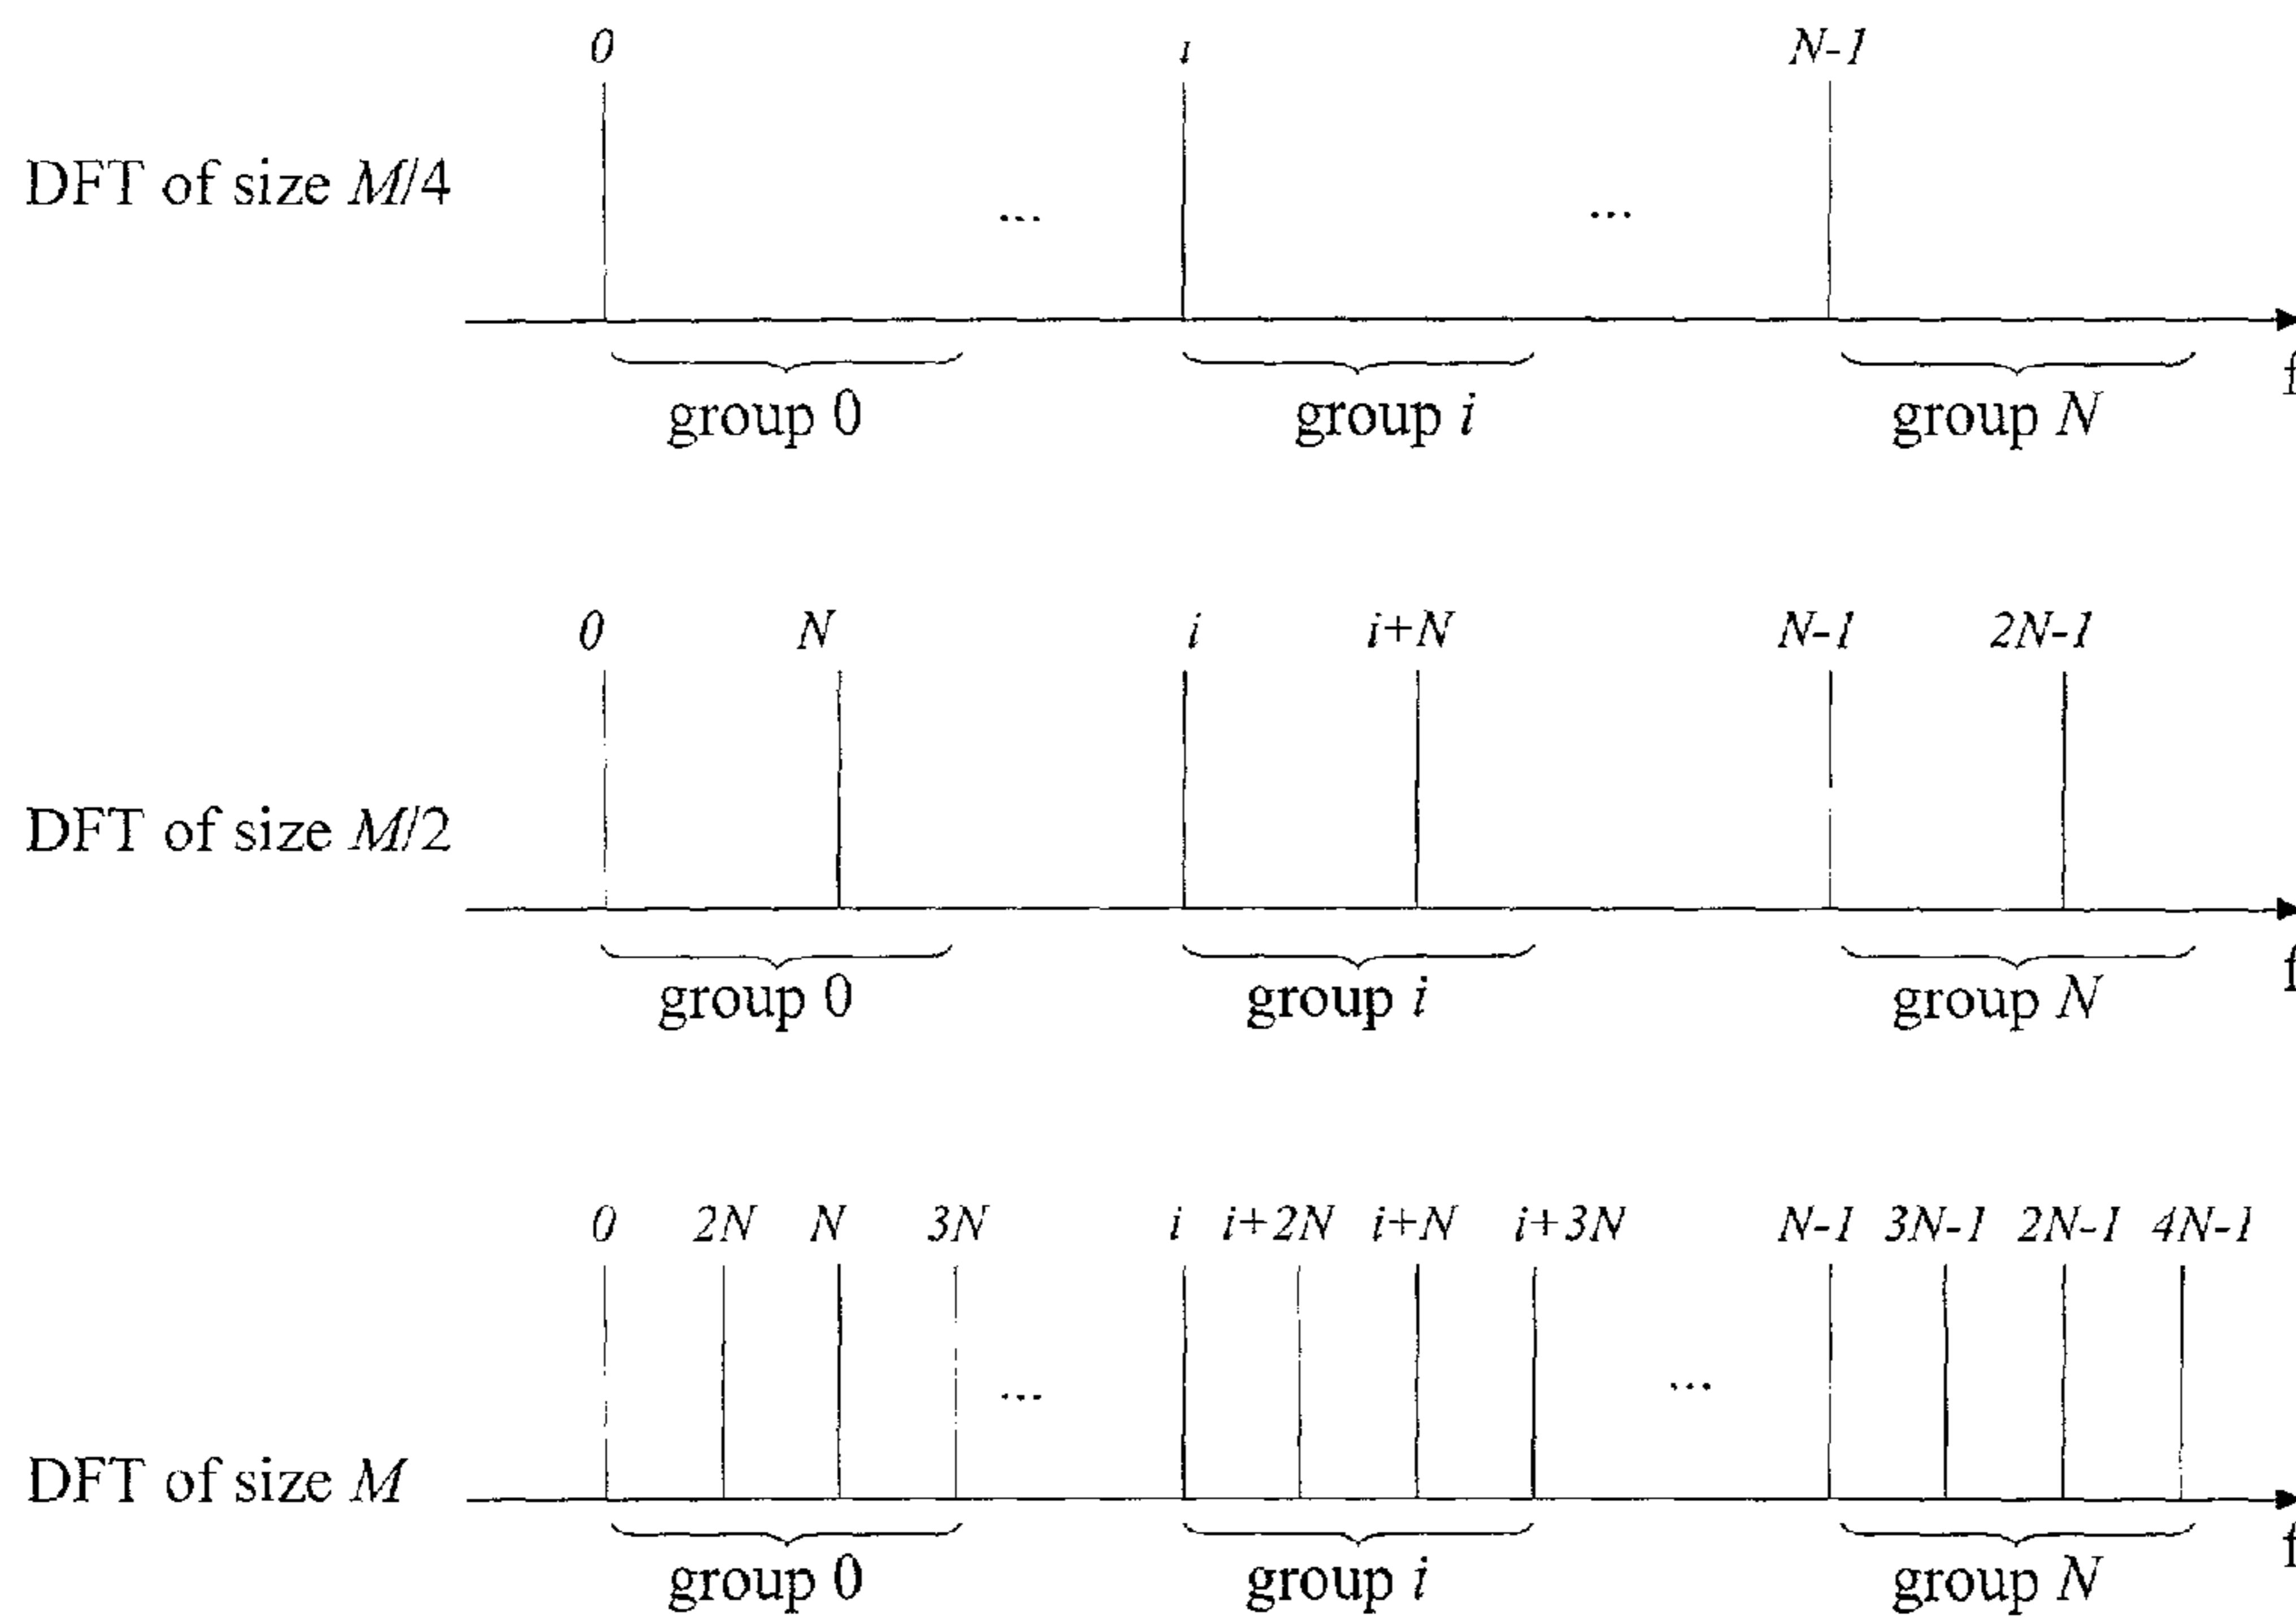 0 i N-1
DFT of size M/4
... ...
f
group 0 group i group N
0 N i i+N N-1 2N-1
DFT of size M/2
f
group 0 group i group N
0 2N N 3N i i+2N i+N i+3N N-1 3N-1 2N-1 4N-1
... ...
DFT of size M
f
group 0 group i group N